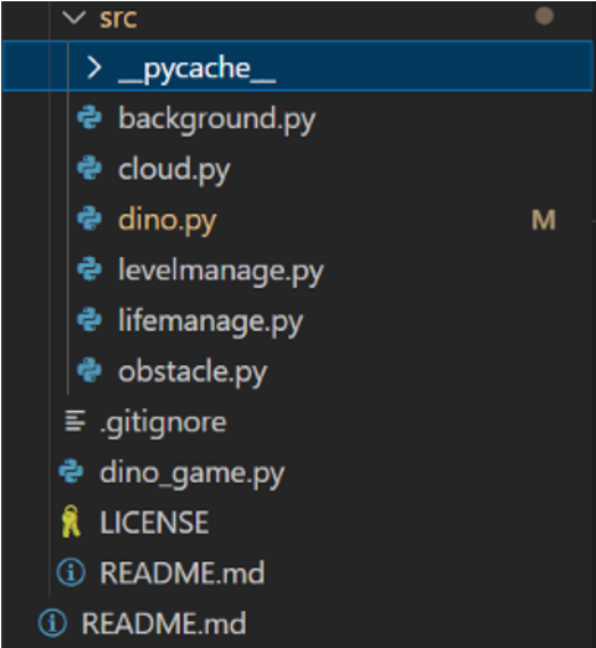 src
__pycache__
background.py
cloud.py
dino.py M
levelmanage.py
lifemanage.py
obstacle.py
.gitignore
dino_game.py
LICENSE
README.md
README.md